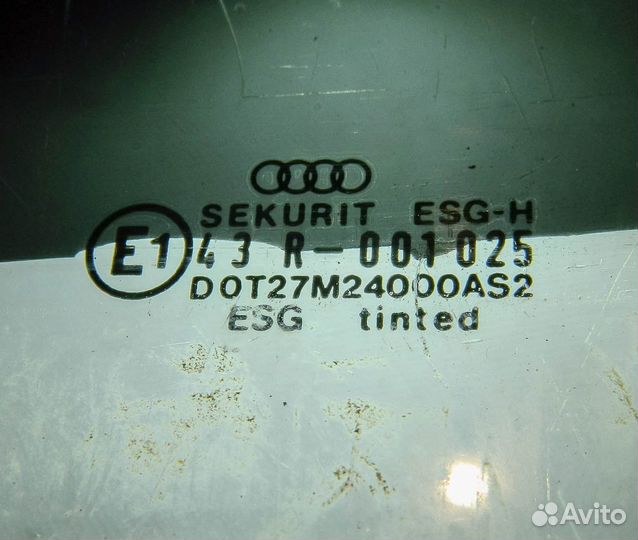 SEKURIT ESG-H
E1 43 R-001025
DOT27M24000AS2
ESG tinted
Avito